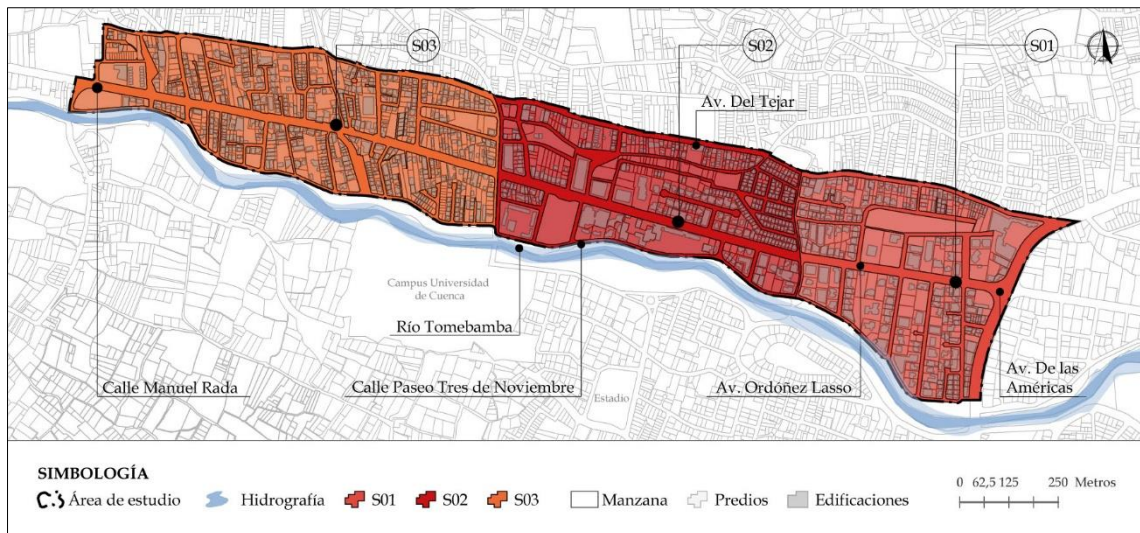 S03
S02
S01
Av. Del Tejar
Campus Universidad
de Cuenca
Río Tomebamba
Calle Manuel Rada
Calle Paseo Tres de Noviembre
Estadio
Av. Ordóñez Lasso
Av. De las
Américas
SIMBOLOGÍA
Área de estudio
Hidrografía
S01
S02
S03
Manzana
Predios
Edificaciones
0 62,5 125 250 Metros